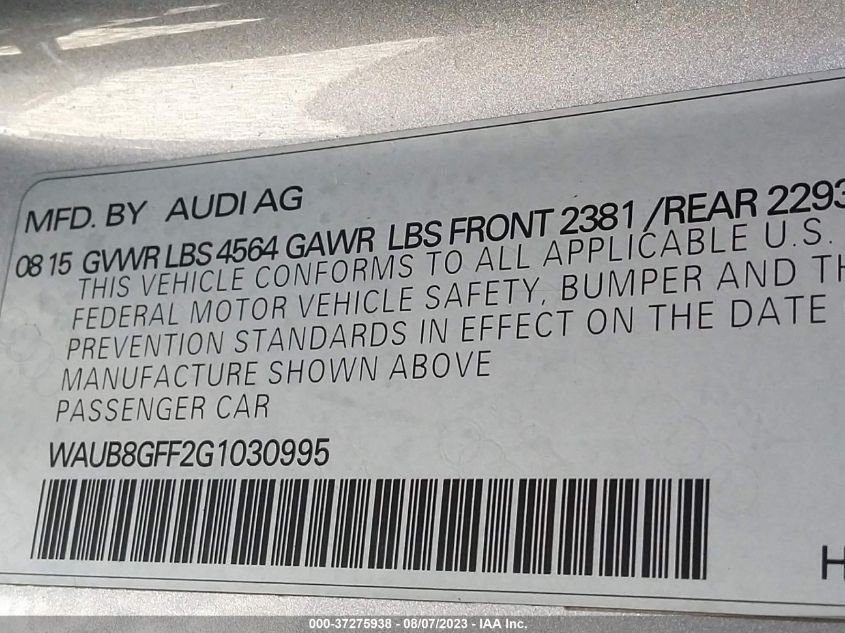 MFD. BY AUDI AG
08 15 GVWR LBS 4564 GAWR LBS FRONT 2381 /REAR 2293
THIS VEHICLE CONFORMS TO ALL APPLICABLE U.S.
FEDERAL MOTOR VEHICLE SAFETY, BUMPER AND TH
PREVENTION STANDARDS IN EFFECT ON THE DATE
MANUFACTURE SHOWN ABOVE
PASSENGER CAR
WAUB8GFF2G1030995
H
000-37275938 - 08/07/2023 - IAA Inc.